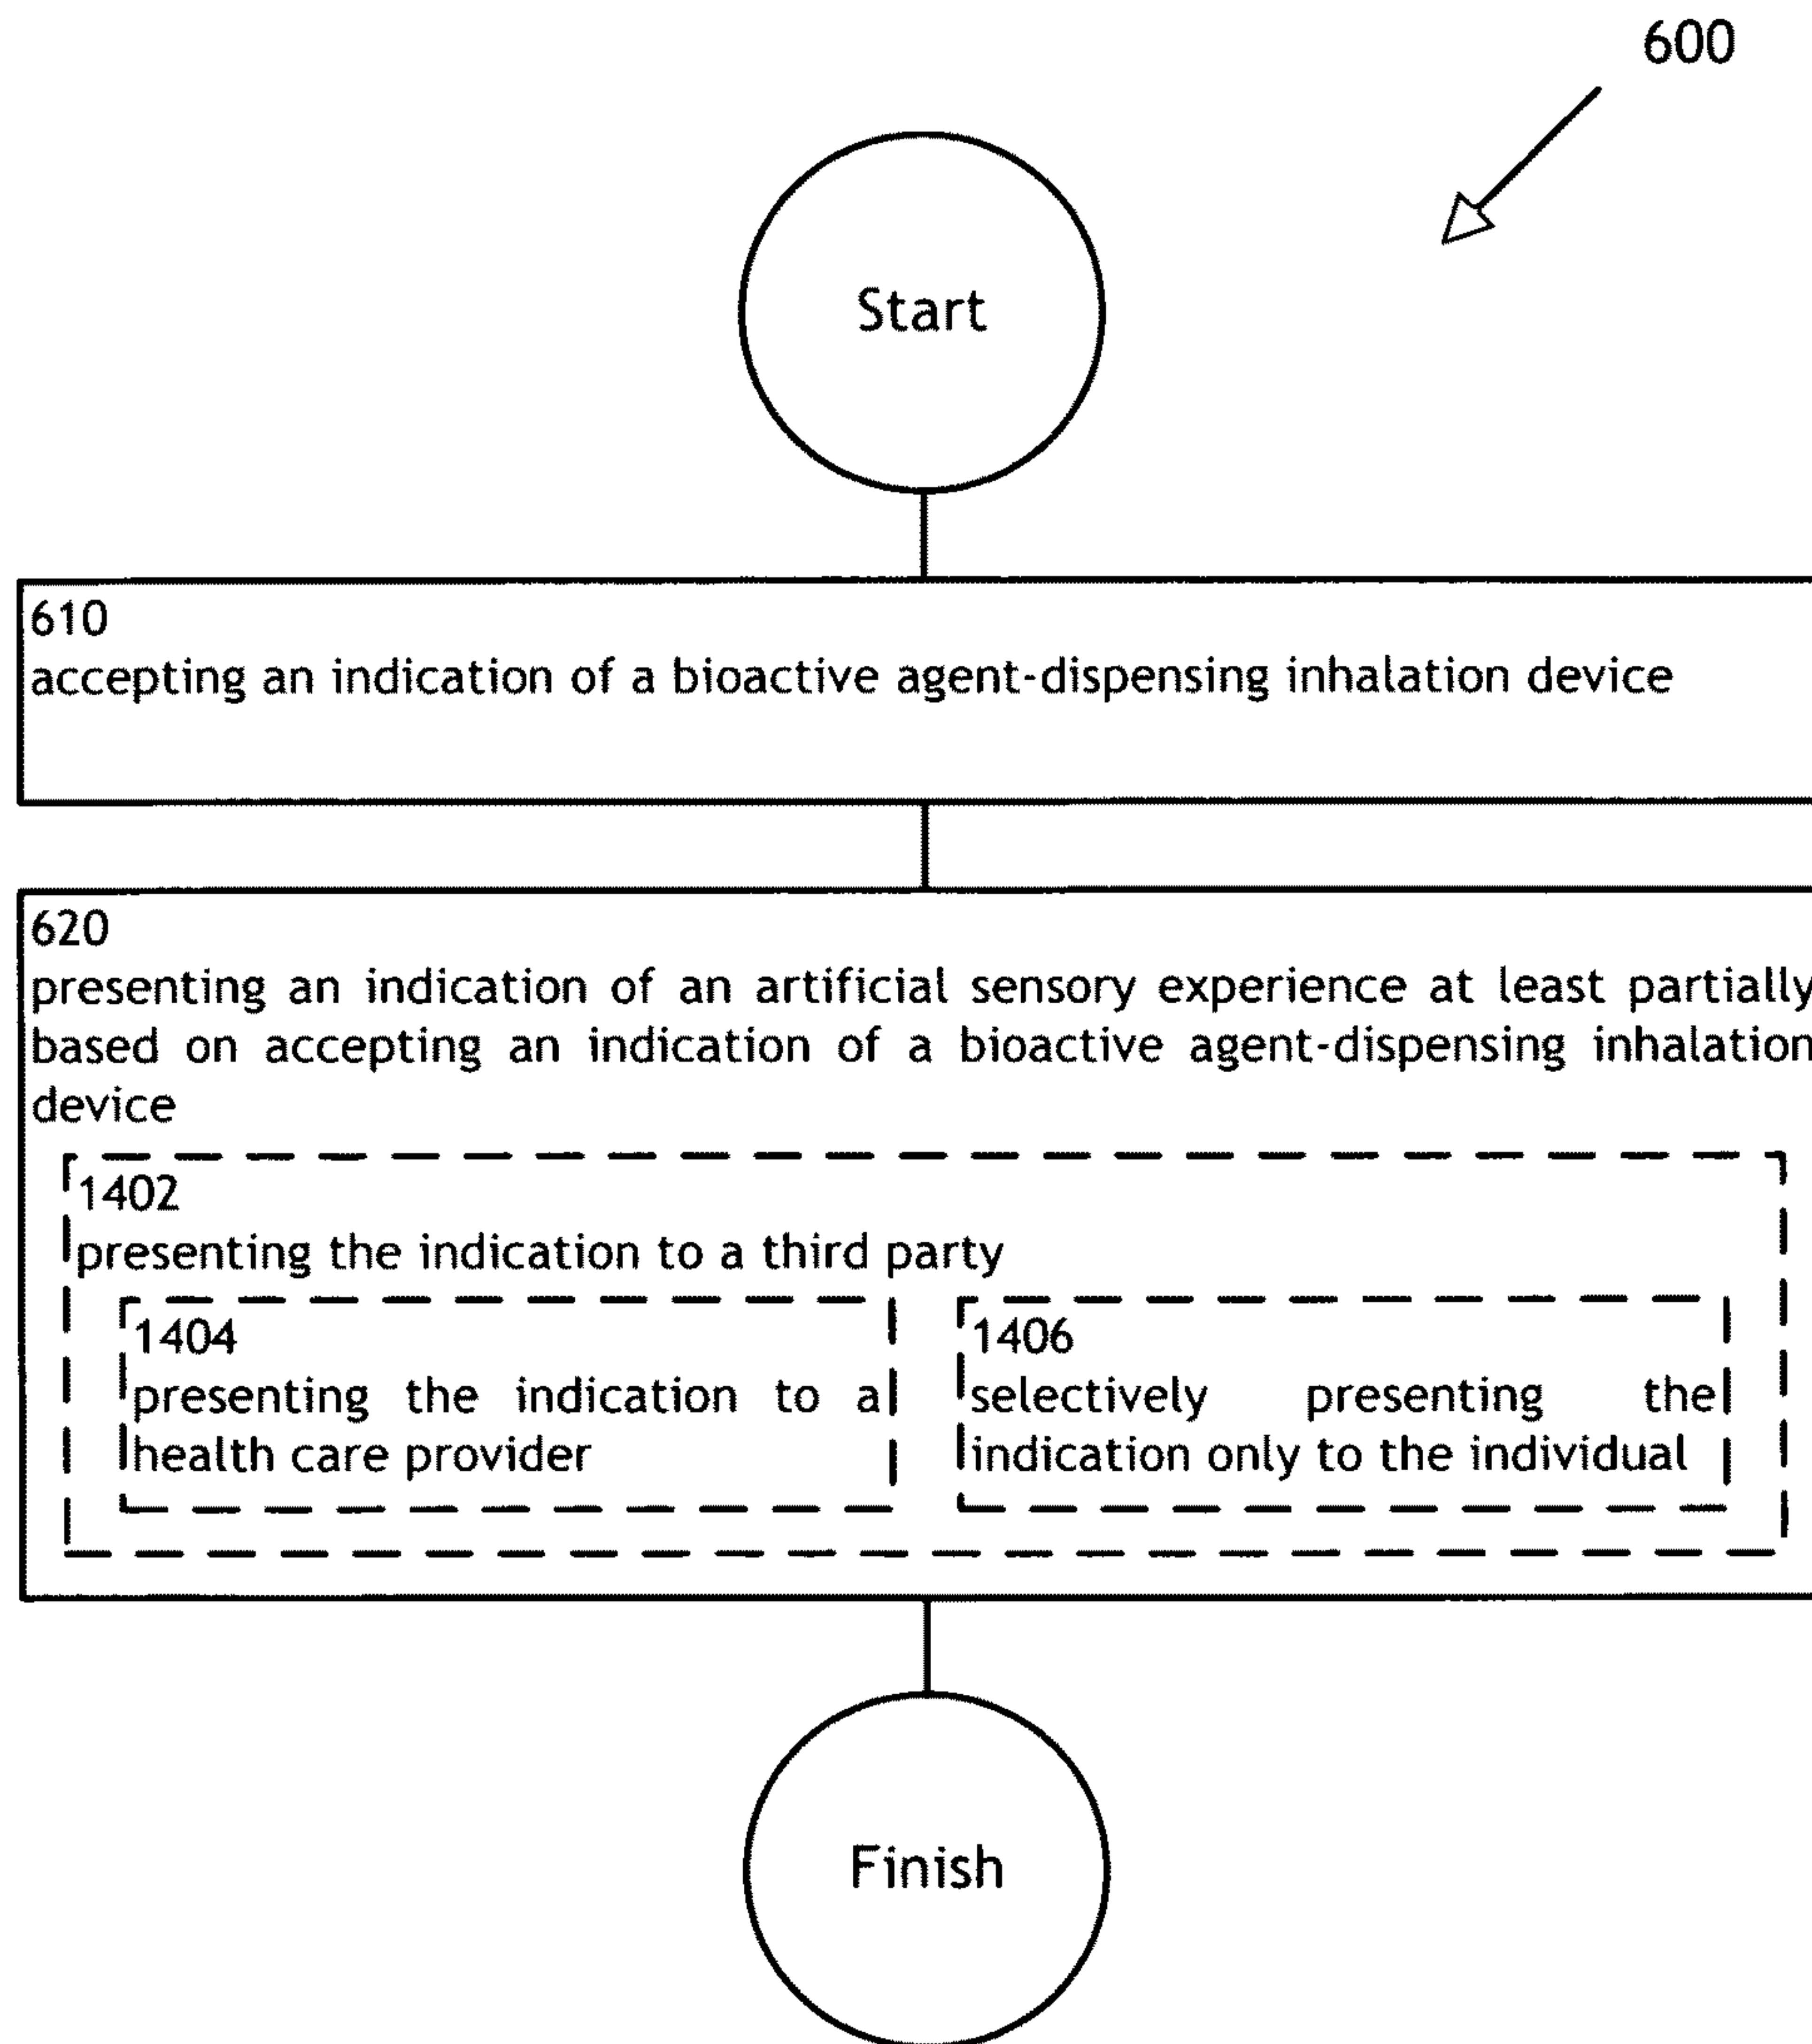 600
Start
610
accepting an indication of a bioactive agent-dispensing inhalation device
620
presenting an indication of an artificial sensory experience at least partially
based on accepting an indication of a bioactive agent-dispensing inhalation
device
1402
presenting the indication to a third party
1404
presenting the indication to a
health care provider
1406
selectively presenting the
indication only to the individual
Finish